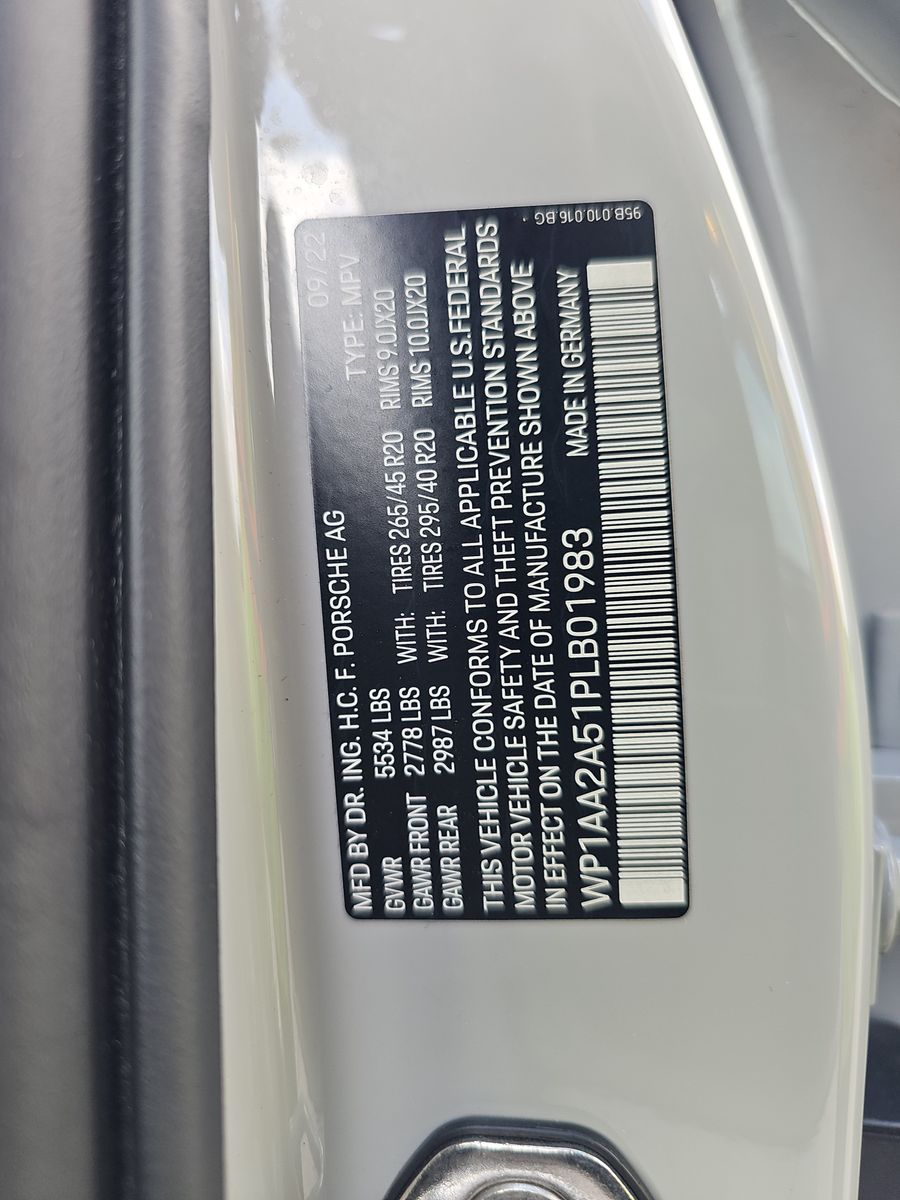 MFD BY DR. ING. H.C. F. PORSCHE AG 09/22
GVWR 5534 LBS TYPE: MPV
GAWR FRONT 2778 LBS WITH: TIRES 265/45 R20 RIMS 9.0JX20
GAWR REAR 2987 LBS WITH: TIRES 295/40 R20 RIMS 10.0JX20
THIS VEHICLE CONFORMS TO ALL APPLICABLE U.S.FEDERAL
MOTOR VEHICLE SAFETY AND THEFT PREVENTION STANDARDS
IN EFFECT ON THE DATE OF MANUFACTURE SHOWN ABOVE
WP1AA2A51PLB01983 MADE IN GERMANY
95B.010.016.BG